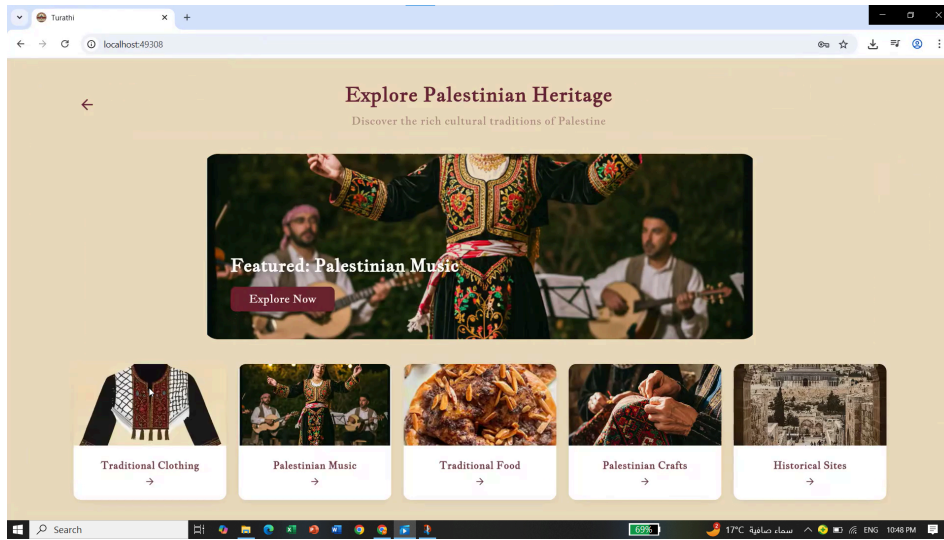 Turathi
localhost:49308
Explore Palestinian Heritage
Discover the rich cultural traditions of Palestine
Featured: Palestinian Music
Explore Now
Traditional Clothing
Palestinian Music
Traditional Food
Palestinian Crafts
Historical Sites
Search
69%
17°C سماء صافية
ENG
10:48 PM